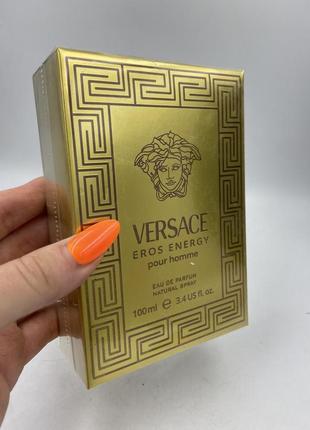 VERSACE
EROS ENERGY
pour homme
EAU DE PARFUM
NATURAL SPRAY
100 ml ℮ 3.4 US fl. oz.